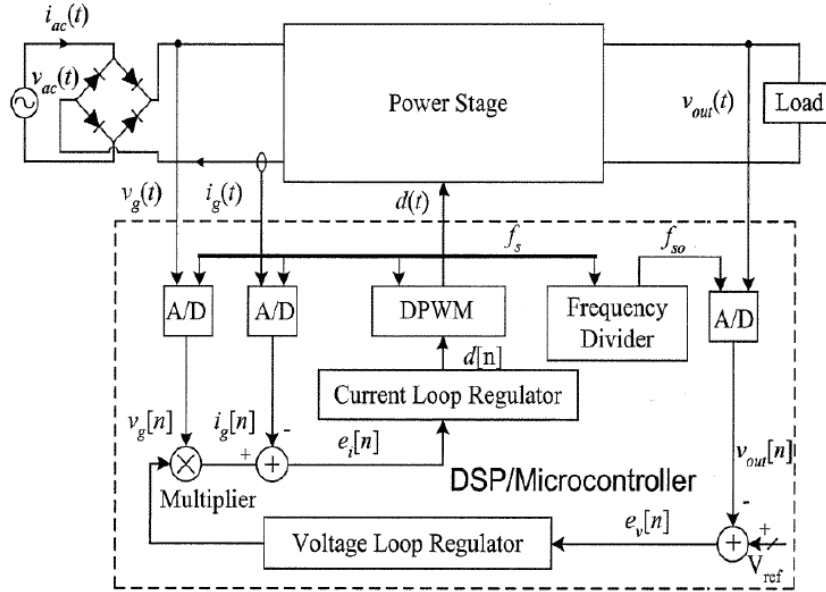 i_ac(t)
v_ac(t)
Power Stage
v_out(t)
Load
v_g(t)
i_g(t)
d(t)
f_s
f_so
A/D
A/D
DPWM
Frequency
Divider
A/D
d[n]
Current Loop Regulator
v_g[n]
i_g[n]
-
e_i[n]
v_out[n]
+
+
×
Multiplier
DSP/Microcontroller
-
Voltage Loop Regulator
e_v[n]
+
+
V_ref